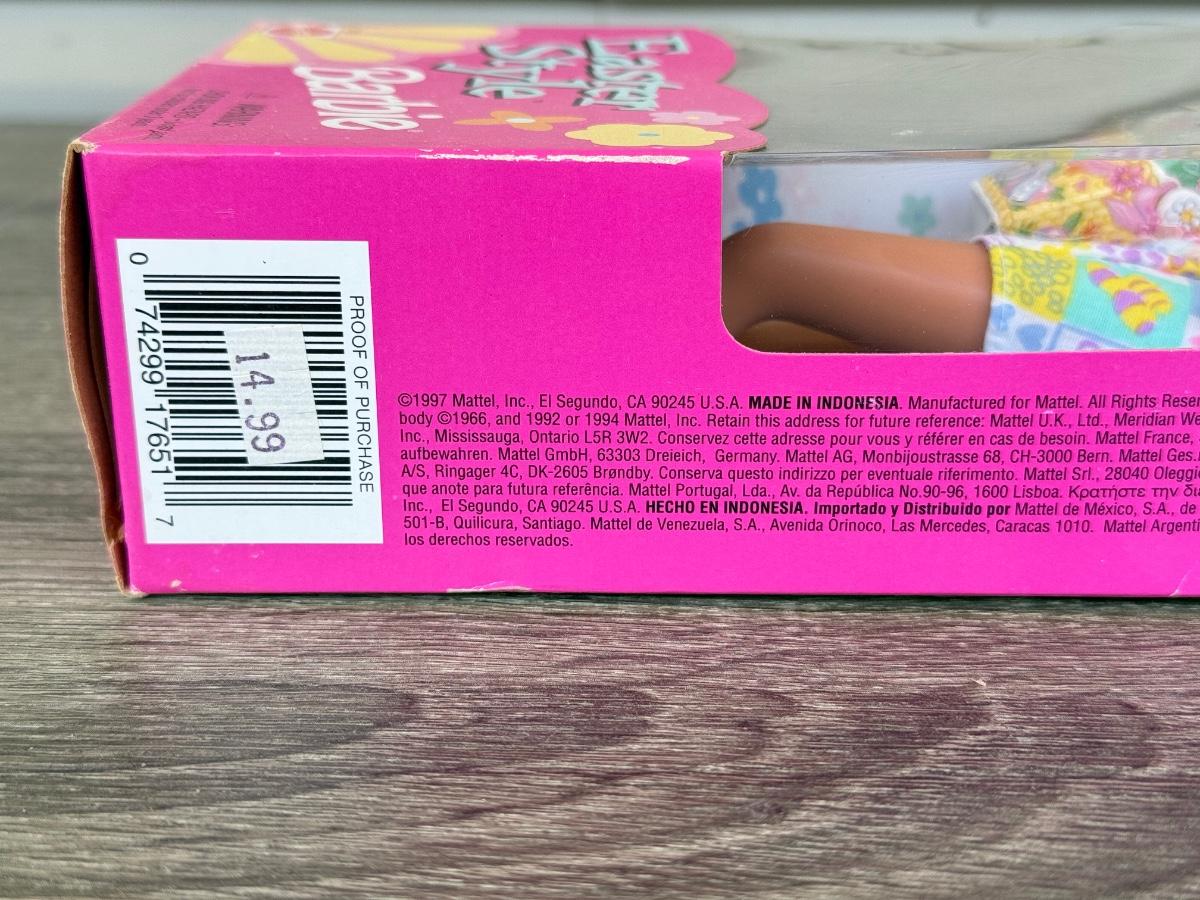 Easter
Style
Barbie
PROOF OF PURCHASE
0 74299 17651 7
14.99
©1997 Mattel, Inc., El Segundo, CA 90245 U.S.A. MADE IN INDONESIA. Manufactured for Mattel. All Rights Reser
body ©1966, and 1992 or 1994 Mattel, Inc. Retain this address for future reference: Mattel U.K., Ltd., Meridian We
Inc., Mississauga, Ontario L5R 3W2. Conservez cette adresse pour vous y référer en cas de besoin. Mattel France,
aufbewahren. Mattel GmbH, 63303 Dreieich, Germany. Mattel AG, Monbijoustrasse 68, CH-3000 Bern. Mattel Ges.
A/S, Ringager 4C, DK-2605 Brøndby. Conserva questo indirizzo per eventuale riferimento. Mattel Srl., 28040 Oleggi
que anote para futura referência. Mattel Portugal, Lda., Av. da República No.90-96, 1600 Lisboa. Κρατήστε την δι
Inc., El Segundo, CA 90245 U.S.A. HECHO EN INDONESIA. Importado y Distribuido por Mattel de México, S.A., de
501-B, Quilicura, Santiago. Mattel de Venezuela, S.A., Avenida Orinoco, Las Mercedes, Caracas 1010. Mattel Argenti
los derechos reservados.